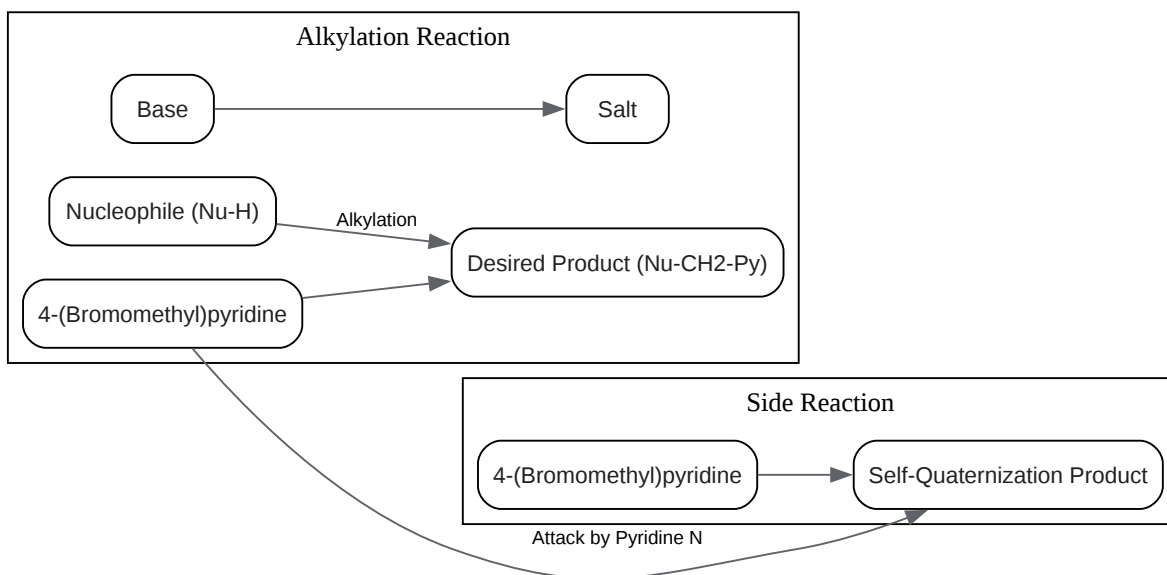 Alkylation Reaction
Base
Salt
Nucleophile (Nu-H)
Alkylation
Desired Product (Nu-CH2-Py)
4-(Bromomethyl)pyridine
Side Reaction
4-(Bromomethyl)pyridine
Self-Quaternization Product
Attack by Pyridine N